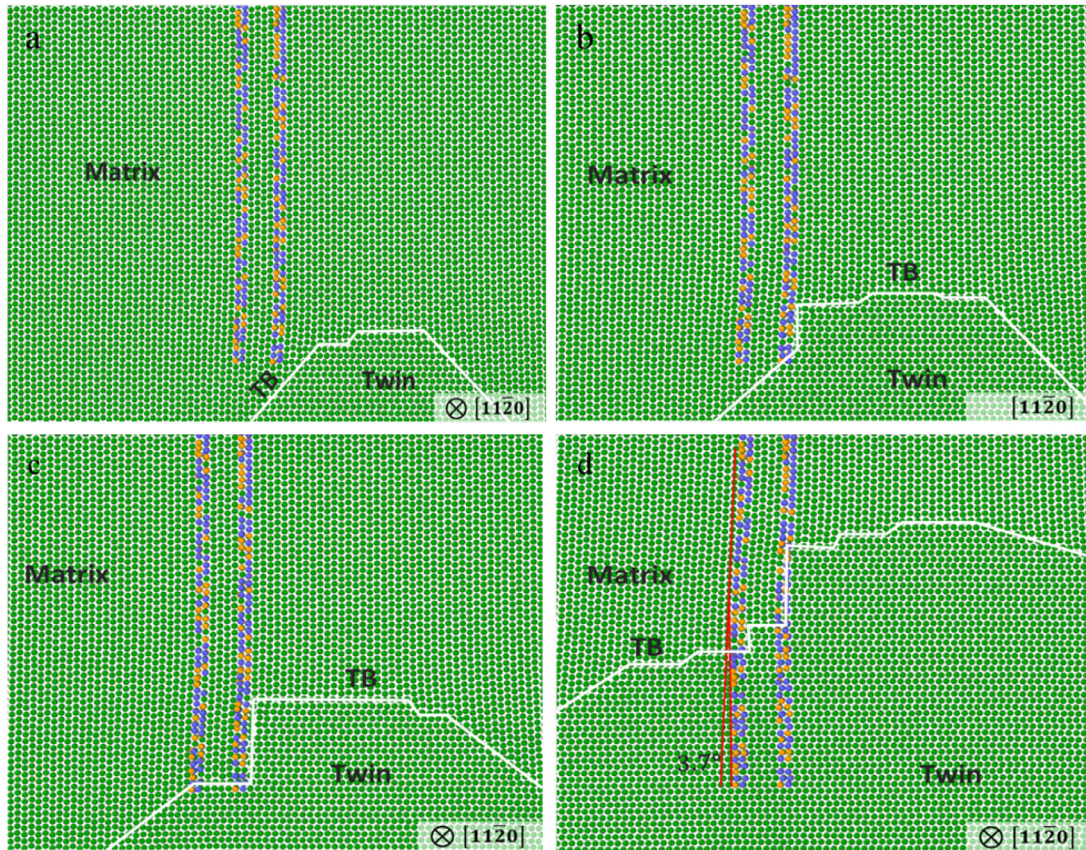 a
Matrix
TB
Twin
⊗ [112̅0]
b
Matrix
TB
Twin
[112̅0]
c
Matrix
TB
Twin
⊗ [112̅0]
d
Matrix
TB
3.7°
Twin
⊗ [112̅0]